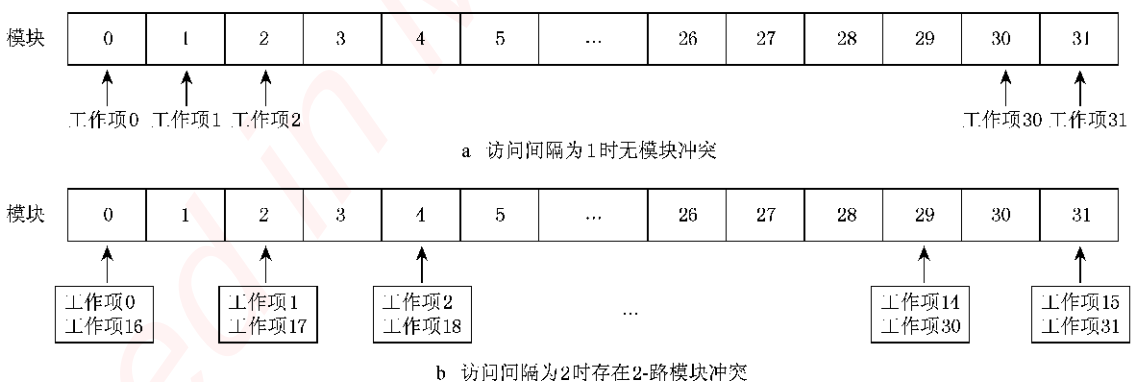 模块 0 1 2 3 4 5 … 26 27 28 29 30 31
工作项0 工作项1 工作项2 工作项30 工作项31
a 访问间隔为1时无模块冲突
模块 0 1 2 3 4 5 … 26 27 28 29 30 31
工作项0 工作项1 工作项2 工作项14 工作项15
工作项16 工作项17 工作项18 … 工作项30 工作项31
b 访问间隔为2时存在2-路模块冲突